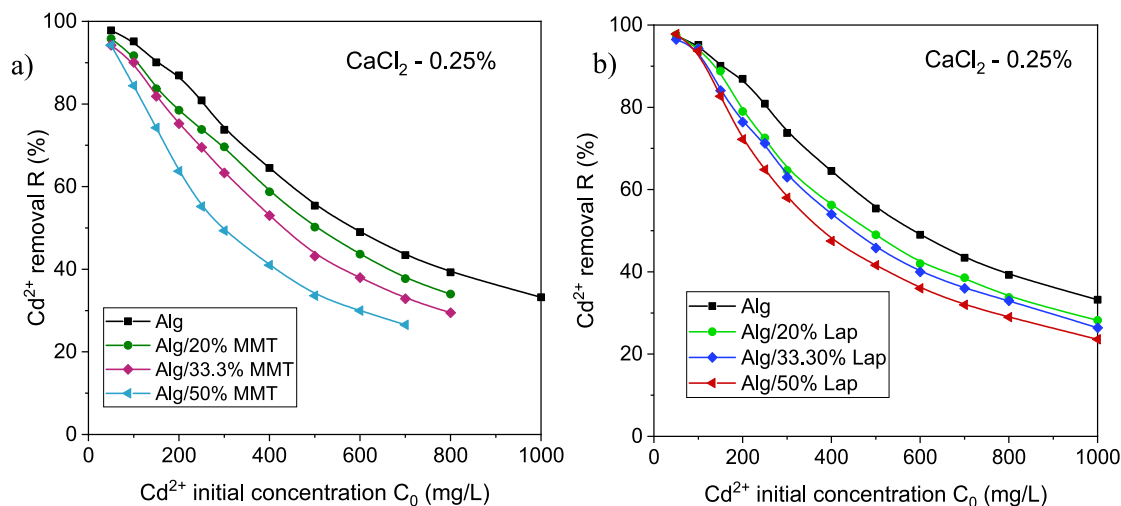 a)
CaCl₂ - 0.25%
Cd²⁺ removal R (%)
100
80
60
40
20
0
Alg
Alg/20% MMT
Alg/33.3% MMT
Alg/50% MMT
0 200 400 600 800 1000
Cd²⁺ initial concentration C₀ (mg/L)
b)
CaCl₂ - 0.25%
Cd²⁺ removal R (%)
100
80
60
40
20
0
Alg
Alg/20% Lap
Alg/33.30% Lap
Alg/50% Lap
0 200 400 600 800 1000
Cd²⁺ initial concentration C₀ (mg/L)